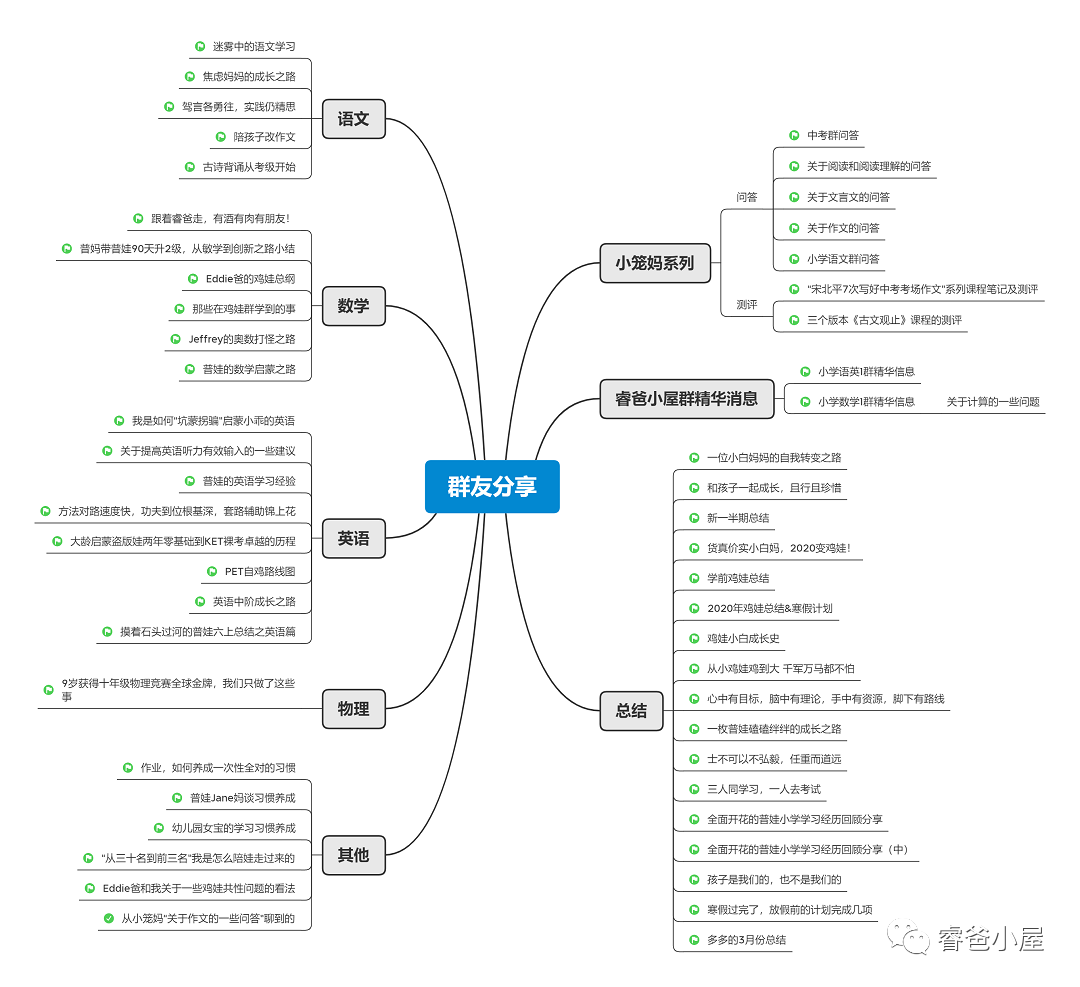 群友分享
语文
迷雾中的语文学习
焦虑妈妈的成长之路
驾言各勇往，实践仍精思
陪孩子改作文
古诗背诵从考级开始
数学
跟着睿爸走，有酒有肉有朋友！
普妈带普娃90天升2级，从敏学到创新之路小结
Eddie爸的鸡娃总纲
那些在鸡娃群学到的事
Jeffrey的奥数打怪之路
普娃的数学启蒙之路
英语
我是如何"坑蒙拐骗"启蒙小乖的英语
关于提高英语听力有效输入的一些建议
普娃的英语学习经验
方法对路速度快，功夫到位根基深，套路辅助锦上花
大龄启蒙盗版娃两年零基础到KET裸考卓越的历程
PET自鸡路线图
英语中阶成长之路
摸着石头过河的普娃六上总结之英语篇
物理
9岁获得十年级物理竞赛全球金牌，我们只做了这些
事
其他
作业，如何养成一次性全对的习惯
普娃Jane妈谈习惯养成
幼儿园女宝的学习习惯养成
"从三十名到前三名"我是怎么陪娃走过来的
Eddie爸和我关于一些鸡娃共性问题的看法
从小笼妈"关于作文的一些问答"聊到的
小笼妈系列
问答
中考群问答
关于阅读和阅读理解的问答
关于文言文的问答
关于作文的问答
小学语文群问答
测评
"宋北平7次写好中考考场作文"系列课程笔记及测评
三个版本《古文观止》课程的测评
睿爸小屋群精华消息
小学语英1群精华信息
小学数学1群精华信息
关于计算的一些问题
总结
一位小白妈妈的自我转变之路
和孩子一起成长，且行且珍惜
新一半期总结
货真价实小白妈，2020变鸡娃！
学前鸡娃总结
2020年鸡娃总结&寒假计划
鸡娃小白成长史
从小鸡娃鸡到大 千军万马都不怕
心中有目标，脑中有理论，手中有资源，脚下有路线
一枚普娃磕磕绊绊的成长之路
士不可以不弘毅，任重而道远
三人同学习，一人去考试
全面开花的普娃小学学习经历回顾分享
全面开花的普娃小学学习经历回顾分享（中）
孩子是我们的，也不是我们的
寒假过完了，放假前的计划完成几项
多多的3月份总结
睿爸小屋